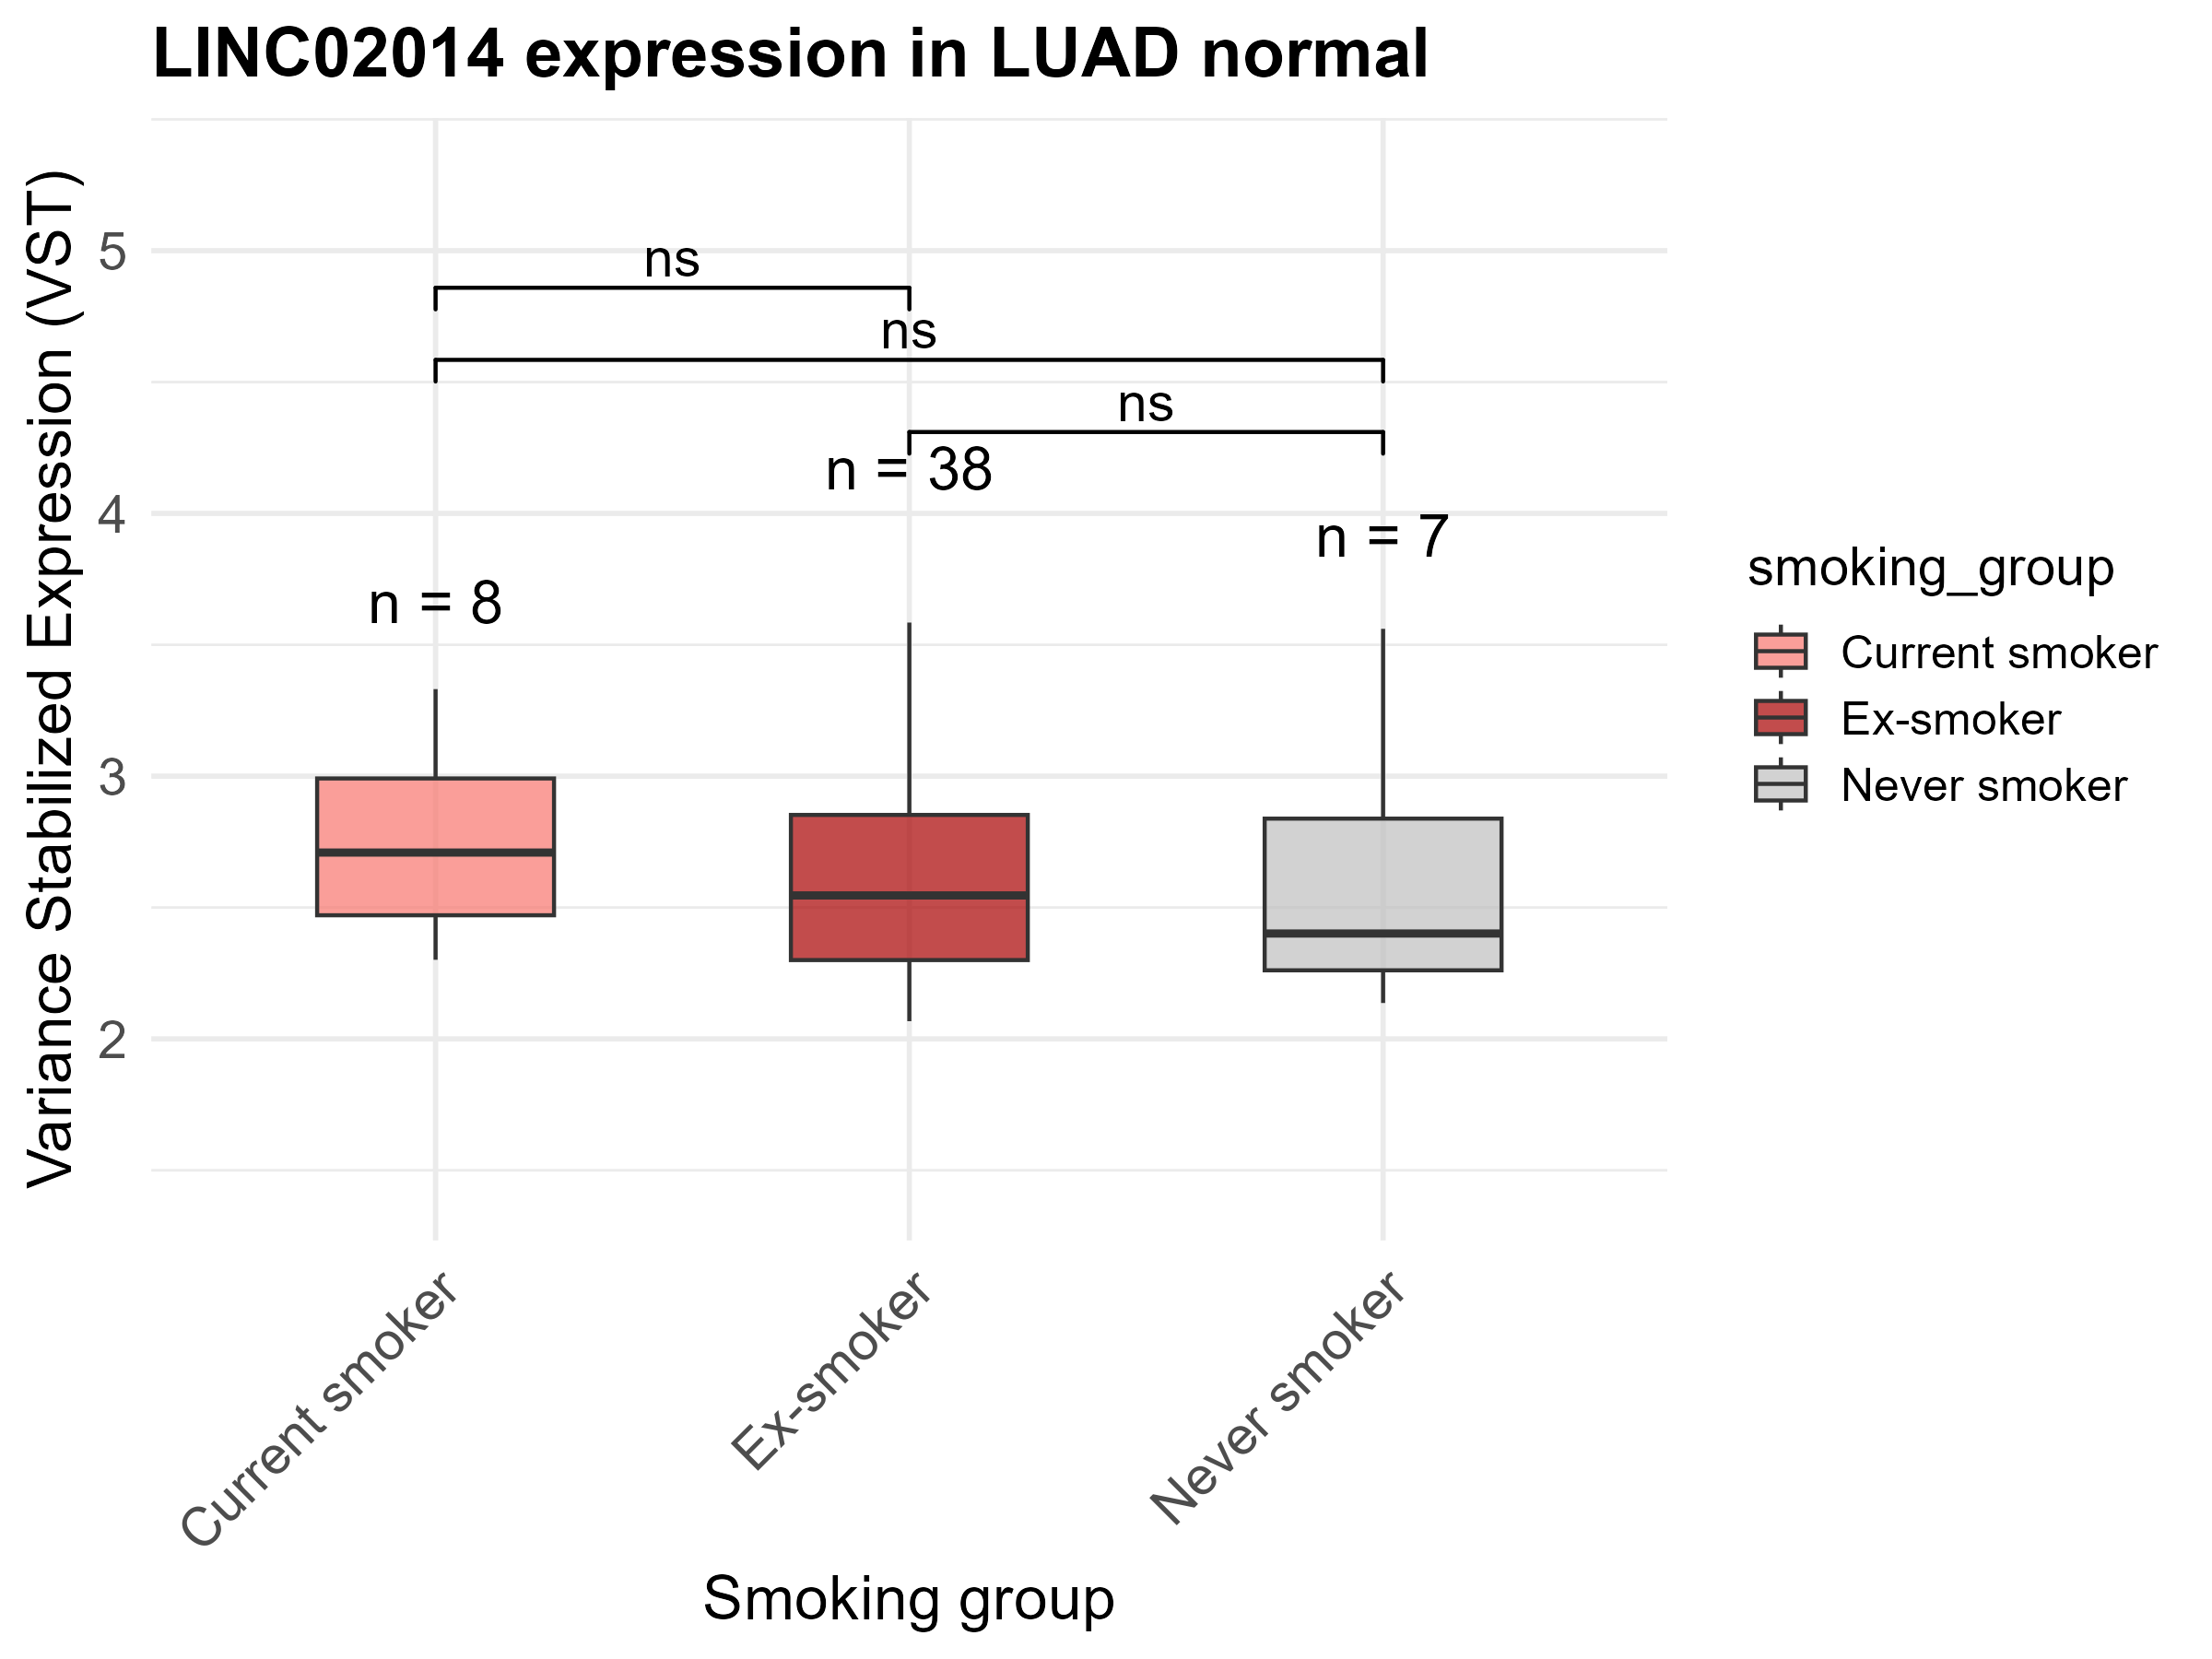 LINC02014 expression in LUAD normal
Variance Stabilized Expression (VST)
5
4
3
2
ns
ns
ns
n = 38
n = 7
n = 8
Current smoker
Ex-smoker
Never smoker
Smoking group
smoking_group
Current smoker
Ex-smoker
Never smoker